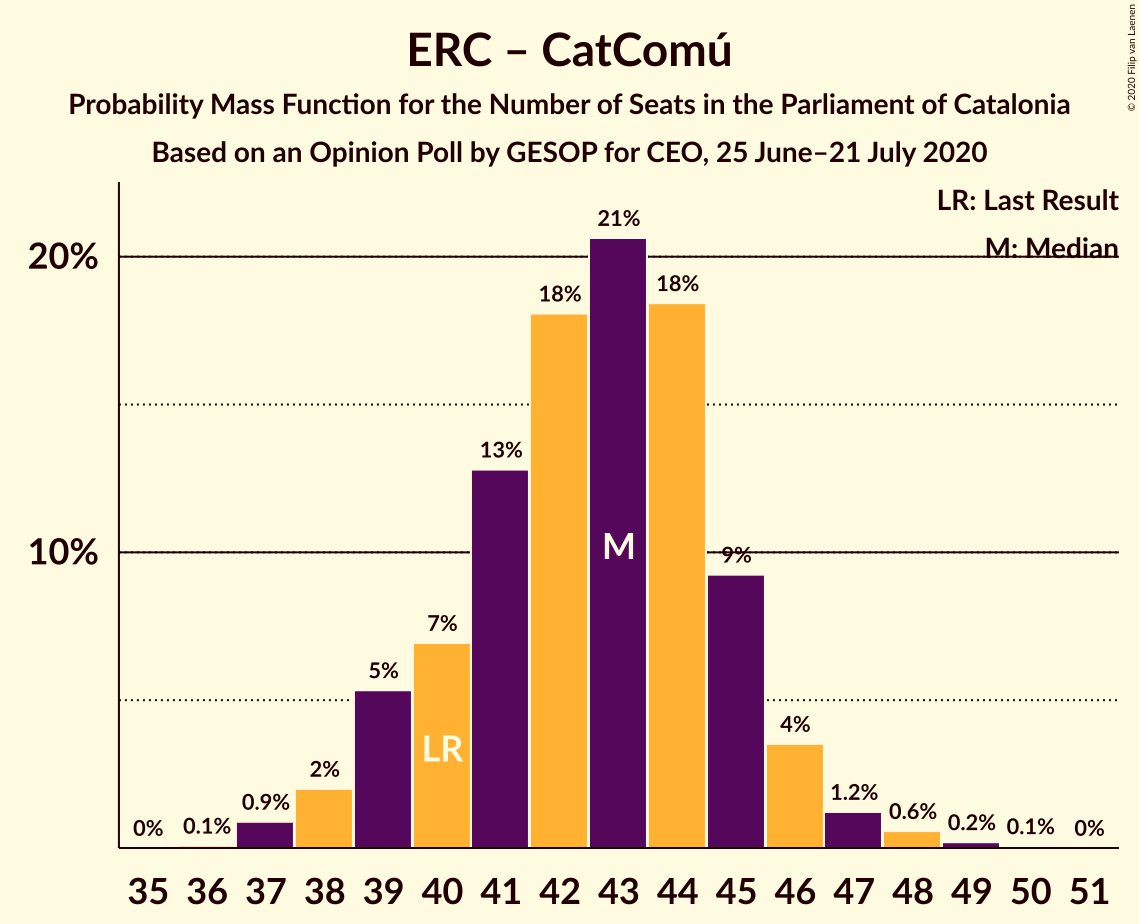 ERC – CatComú
Probability Mass Function for the Number of Seats in the Parliament of Catalonia
Based on an Opinion Poll by GESOP for CEO, 25 June–21 July 2020
© 2020 Filip van Laenen
LR: Last Result
M: Median
20%
10%
0%
0.1%
0.9%
2%
5%
7%
13%
18%
21%
18%
9%
4%
1.2%
0.6%
0.2%
0.1%
0%
LR
M
35 36 37 38 39 40 41 42 43 44 45 46 47 48 49 50 51